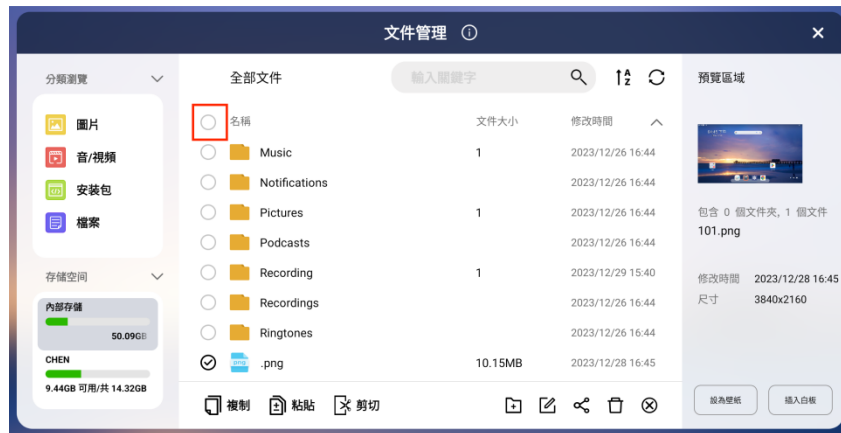 文件管理
分類瀏覽
圖片
音/視頻
安装包
檔案
存储空间
內部存儲
50.09GB
CHEN
9.44GB 可用/共 14.32GB
全部文件
輸入關鍵字
名稱 文件大小 修改時間
Music 1 2023/12/26 16:44
Notifications 2023/12/26 16:44
Pictures 1 2023/12/26 16:44
Podcasts 2023/12/26 16:44
Recording 1 2023/12/29 15:40
Recordings 2023/12/26 16:44
Ringtones 2023/12/26 16:44
.png 10.15MB 2023/12/28 16:45
複制 粘貼 剪切
預覽區域
包含 0 個文件夾, 1 個文件
101.png
修改時間 2023/12/28 16:45
尺寸 3840x2160
設為壁紙 插入白板